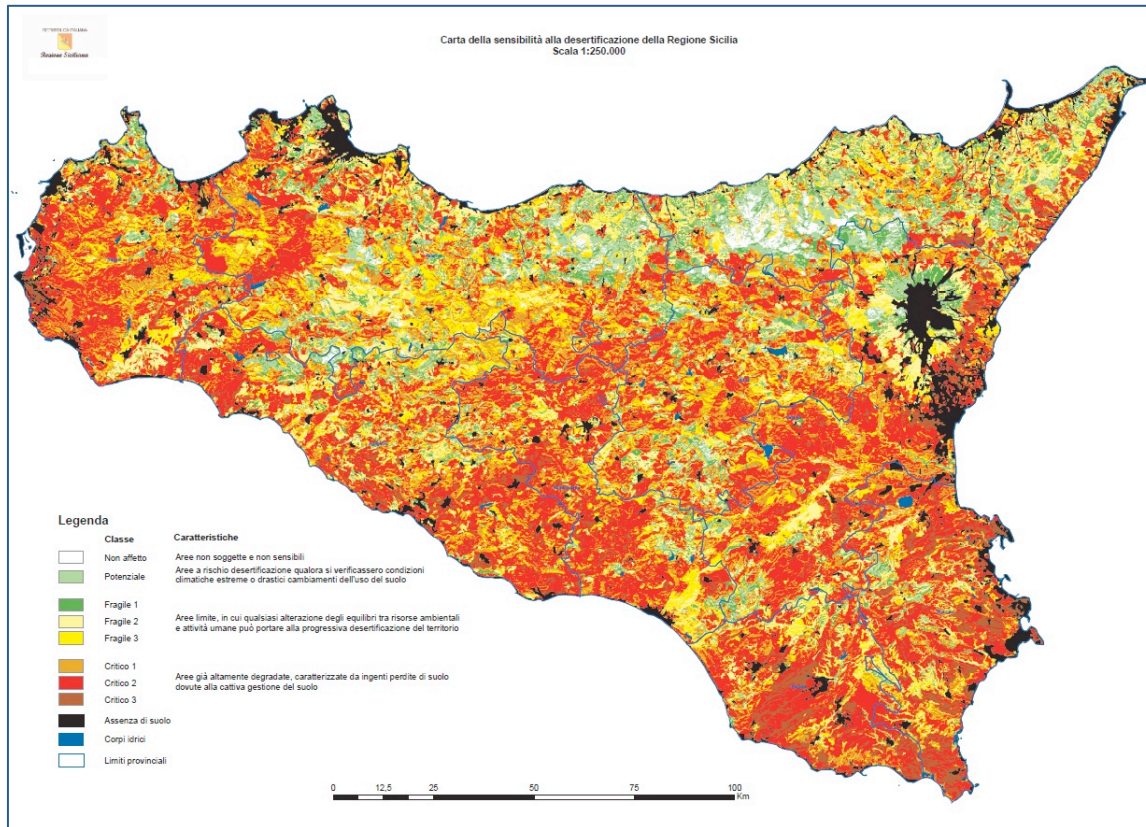 REPUBBLICA ITALIANA
Regione Siciliana
Carta della sensibilità alla desertificazione della Regione Sicilia
Scala 1:250.000
Legenda
Classe Caratteristiche
Non affetto Aree non soggette e non sensibili
Potenziale Aree a rischio desertificazione qualora si verificassero condizioni
climatiche estreme o drastici cambiamenti dell'uso del suolo
Fragile 1
Fragile 2 Aree limite, in cui qualsiasi alterazione degli equilibri tra risorse ambientali
e attività umane può portare alla progressiva desertificazione del territorio
Fragile 3
Critico 1
Critico 2 Aree già altamente degradate, caratterizzate da ingenti perdite di suolo
dovute alla cattiva gestione del suolo
Critico 3
Assenza di suolo
Corpi idrici
Limiti provinciali
0 12,5 25 50 75 100
Km